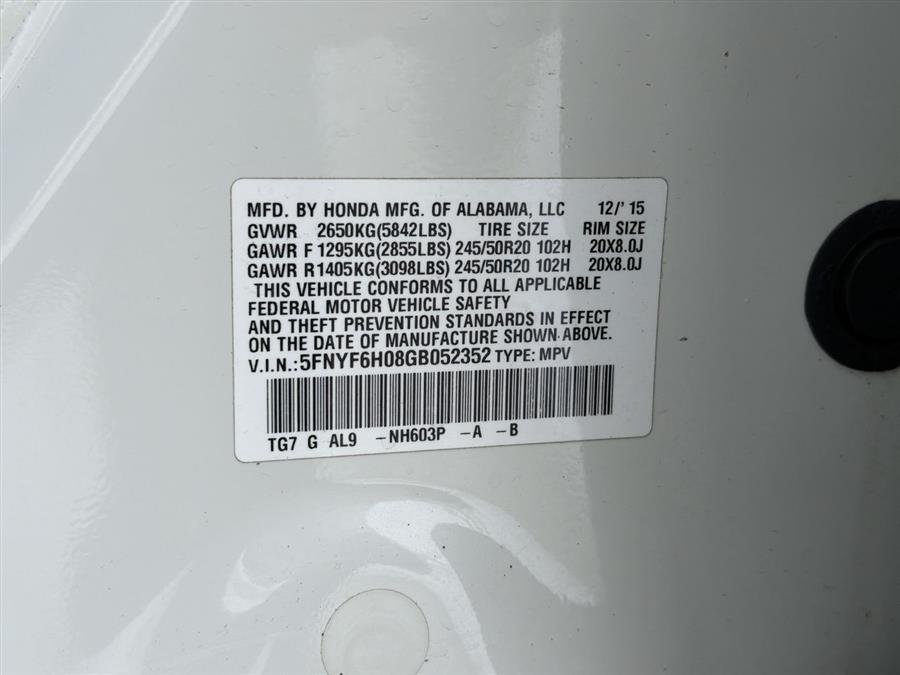 MFD. BY HONDA MFG. OF ALABAMA, LLC 12/'15
GVWR 2650KG(5842LBS) TIRE SIZE RIM SIZE
GAWR F 1295KG(2855LBS) 245/50R20 102H 20X8.0J
GAWR R1405KG(3098LBS) 245/50R20 102H 20X8.0J
THIS VEHICLE CONFORMS TO ALL APPLICABLE
FEDERAL MOTOR VEHICLE SAFETY
AND THEFT PREVENTION STANDARDS IN EFFECT
ON THE DATE OF MANUFACTURE SHOWN ABOVE.
V.I.N.: 5FNYF6H08GB052352 TYPE: MPV
TG7 G AL9 -NH603P -A -B